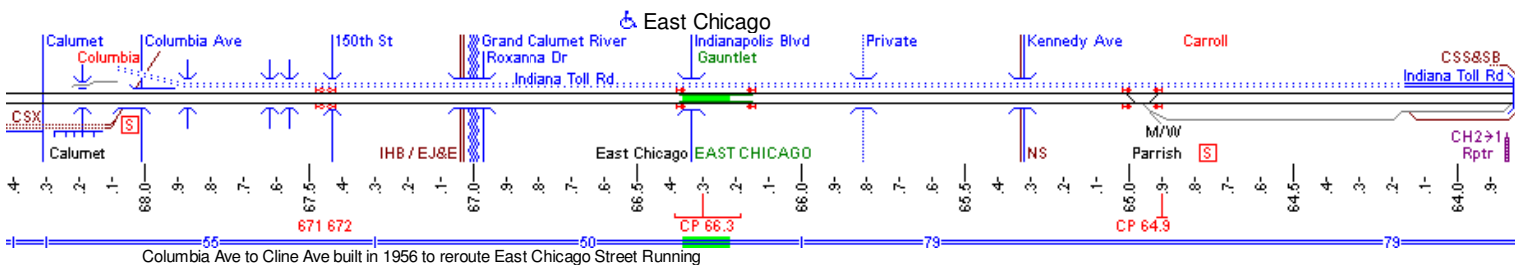 ♿ East Chicago
Calumet Columbia Ave 150th St Grand Calumet River Indianapolis Blvd Private Kennedy Ave Carroll
Columbia Roxanna Dr Gauntlet CSS&SB
Indiana Toll Rd Indiana Toll Rd
CSX S M/W CH2→1
Calumet IHB / EJ&E East Chicago EAST CHICAGO NS Parrish S Rptr
.4- .3- .2- .1- 68.0 .9- .8- .7- .6- 67.5 .4- .3- .2- .1- 67.0 .9- .8- .7- .6- 66.5 .4- .3- .2- .1- 66.0 .9- .8- .7- .6- 65.5 .4- .3- .2- .1- 65.0 .9- .8- .7- .6- 64.5 .4- .3- .2- .1- 64.0 .9-
671 672 CP 66.3 CP 64.9
55 50 79 79
Columbia Ave to Cline Ave built in 1956 to reroute East Chicago Street Running